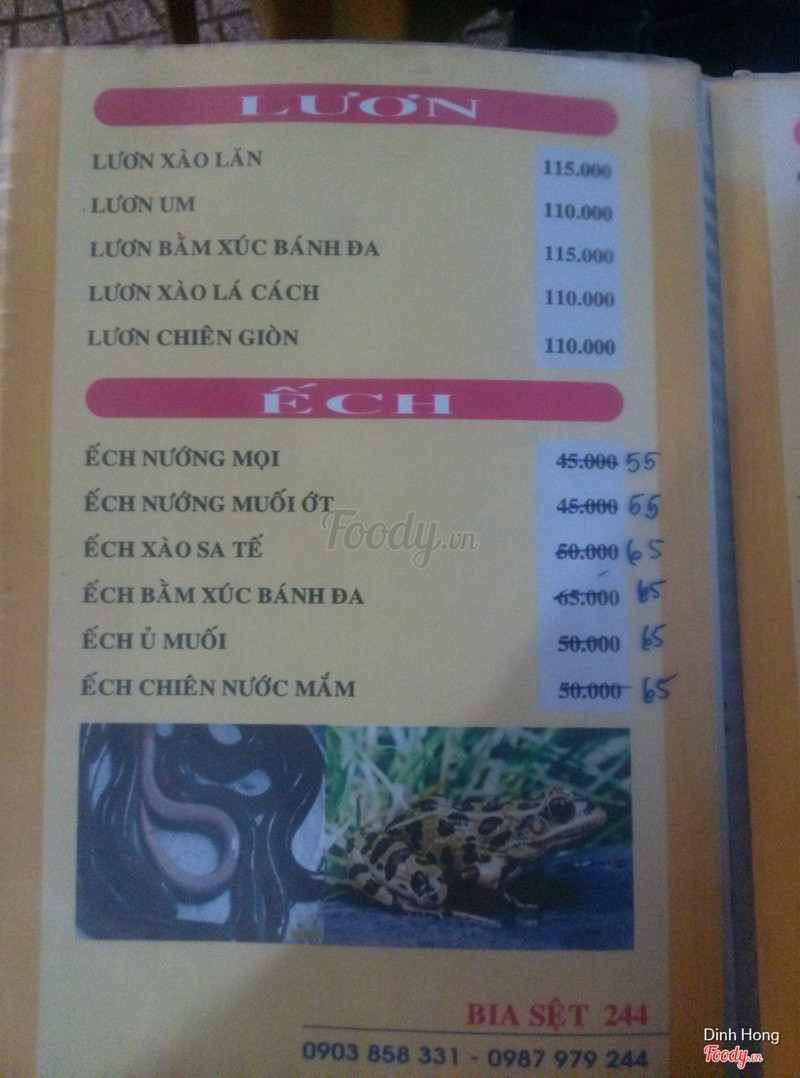 LƯƠN
LƯƠN XÀO LĂN 115.000
LƯƠN UM 110.000
LƯƠN BẰM XÚC BÁNH ĐA 115.000
LƯƠN XÀO LÁ CÁCH 110.000
LƯƠN CHIÊN GIÒN 110.000
ẾCH
ẾCH NƯỚNG MỌI 45.000 55
ẾCH NƯỚNG MUỐI ỚT 45.000 55
ẾCH XÀO SA TẾ 50.000 65
ẾCH BẰM XÚC BÁNH ĐA 65.000 65
ẾCH Ủ MUỐI 50.000 65
ẾCH CHIÊN NƯỚC MẮM 50.000 65
Foody.vn
BIA SỆT 244
0903 858 331 - 0987 979 244
Dinh Hong
Foody.vn